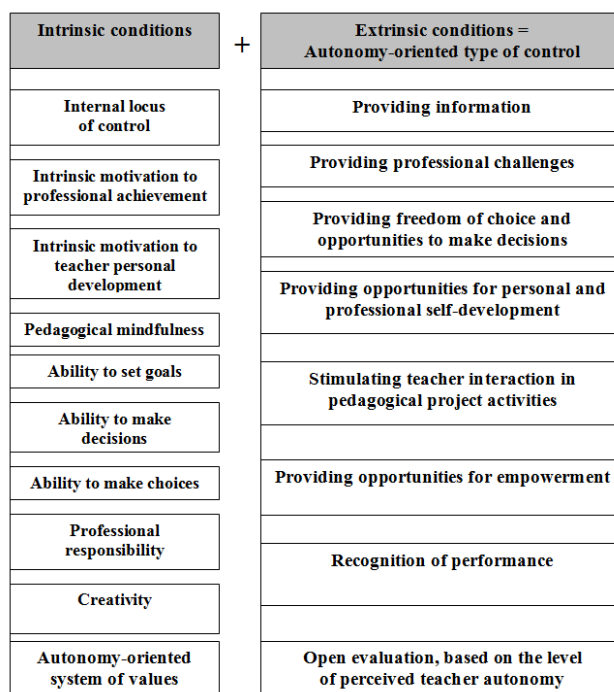 Intrinsic conditions
+
Extrinsic conditions =
Autonomy-oriented type of control
Internal locus
of control
Intrinsic motivation to
professional achievement
Intrinsic motivation to
teacher personal
development
Pedagogical mindfulness
Ability to set goals
Ability to make
decisions
Ability to make choices
Professional
responsibility
Creativity
Autonomy-oriented
system of values
Providing information
Providing professional challenges
Providing freedom of choice and
opportunities to make decisions
Providing opportunities for personal and
professional self-development
Stimulating teacher interaction in
pedagogical project activities
Providing opportunities for empowerment
Recognition of performance
Open evaluation, based on the level
of perceived teacher autonomy